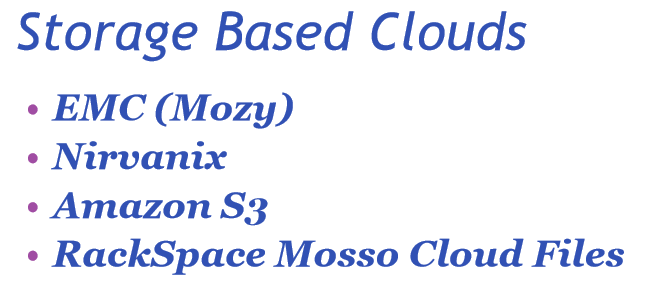 Storage Based Clouds
• EMC (Mozy)
• Nirvanix
• Amazon S3
• RackSpace Mosso Cloud Files